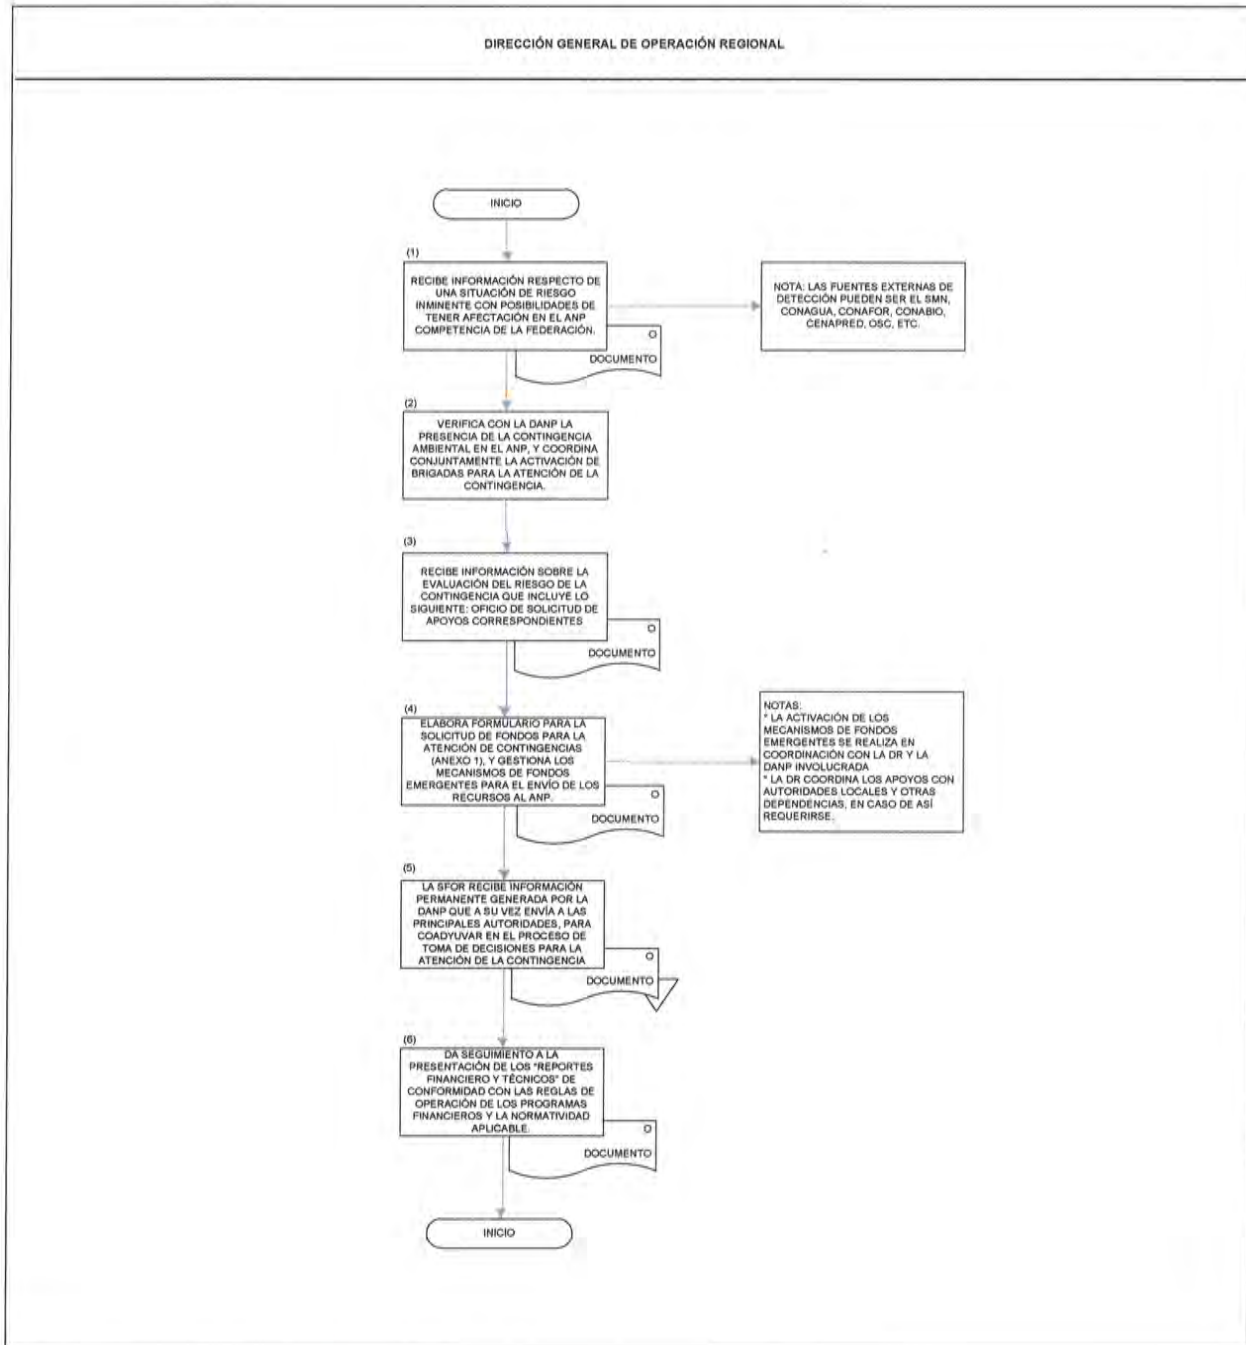 DIRECCIÓN GENERAL DE OPERACIÓN REGIONAL
INICIO
(1)
RECIBE INFORMACIÓN RESPECTO DE
UNA SITUACIÓN DE RIESGO
INMINENTE CON POSIBILIDADES DE
TENER AFECTACIÓN EN EL ANP
COMPETENCIA DE LA FEDERACIÓN.
DOCUMENTO
NOTA: LAS FUENTES EXTERNAS DE
DETECCIÓN PUEDEN SER EL SMN,
CONAGUA, CONAFOR, CONABIO,
CENAPRED, OSC, ETC.
(2)
VERIFICA CON LA DANP LA
PRESENCIA DE LA CONTINGENCIA
AMBIENTAL EN EL ANP, Y COORDINA
CONJUNTAMENTE LA ACTIVACIÓN DE
BRIGADAS PARA LA ATENCIÓN DE LA
CONTINGENCIA.
(3)
RECIBE INFORMACIÓN SOBRE LA
EVALUACIÓN DEL RIESGO DE LA
CONTINGENCIA QUE INCLUYE LO
SIGUIENTE: OFICIO DE SOLICITUD DE
APOYOS CORRESPONDIENTES
DOCUMENTO
(4)
ELABORA FORMULARIO PARA LA
SOLICITUD DE FONDOS PARA LA
ATENCIÓN DE CONTINGENCIAS
(ANEXO 1), Y GESTIONA LOS
MECANISMOS DE FONDOS
EMERGENTES PARA EL ENVÍO DE LOS
RECURSOS AL ANP.
DOCUMENTO
NOTAS:
* LA ACTIVACIÓN DE LOS
MECANISMOS DE FONDOS
EMERGENTES SE REALIZA EN
COORDINACIÓN CON LA DR Y LA
DANP INVOLUCRADA
* LA DR COORDINA LOS APOYOS CON
AUTORIDADES LOCALES Y OTRAS
DEPENDENCIAS, EN CASO DE ASÍ
REQUERIRSE.
(5)
LA SFOR RECIBE INFORMACIÓN
PERMANENTE GENERADA POR LA
DANP QUE A SU VEZ ENVÍA A LAS
PRINCIPALES AUTORIDADES, PARA
COADYUVAR EN EL PROCESO DE
TOMA DE DECISIONES PARA LA
ATENCIÓN DE LA CONTINGENCIA
DOCUMENTO
(6)
DA SEGUIMIENTO A LA
PRESENTACIÓN DE LOS "REPORTES
FINANCIERO Y TÉCNICOS" DE
CONFORMIDAD CON LAS REGLAS DE
OPERACIÓN DE LOS PROGRAMAS
FINANCIEROS Y LA NORMATIVIDAD
APLICABLE.
DOCUMENTO
INICIO